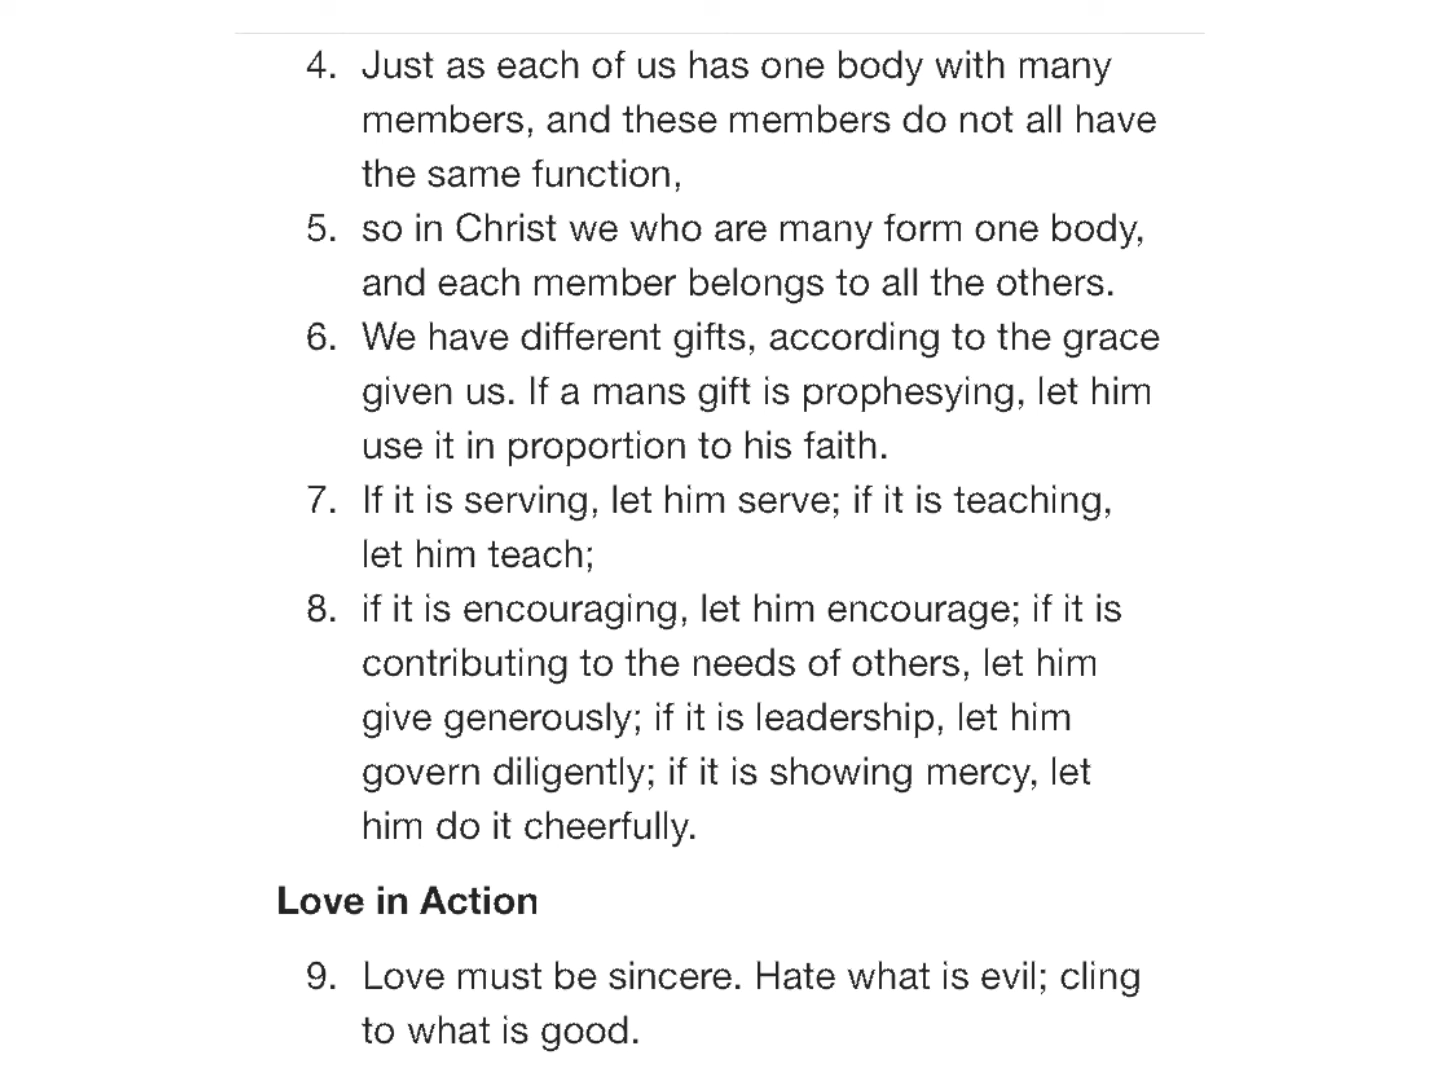 4. Just as each of us has one body with many
members, and these members do not all have
the same function,
5. so in Christ we who are many form one body,
and each member belongs to all the others.
6. We have different gifts, according to the grace
given us. If a mans gift is prophesying, let him
use it in proportion to his faith.
7. If it is serving, let him serve; if it is teaching,
let him teach;
8. if it is encouraging, let him encourage; if it is
contributing to the needs of others, let him
give generously; if it is leadership, let him
govern diligently; if it is showing mercy, let
him do it cheerfully.
Love in Action
9. Love must be sincere. Hate what is evil; cling
to what is good.